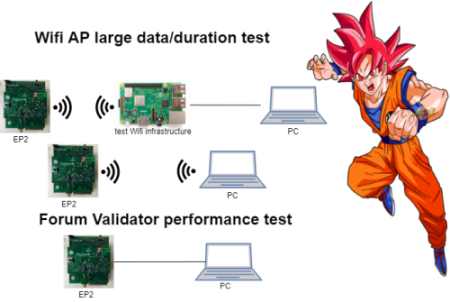 Wifi AP large data/duration test
EP2
test Wifi infrastructure
PC
EP2
PC
Forum Validator performance test
EP2
PC